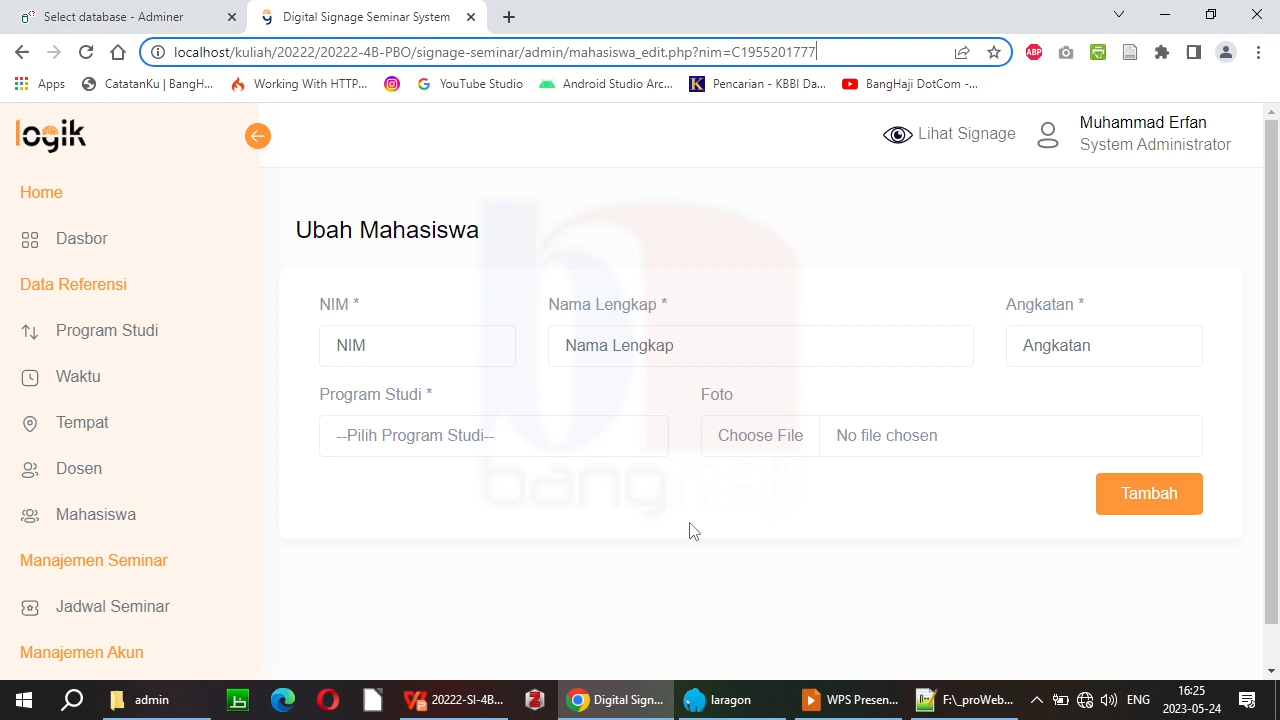 Select database - Adminer
Digital Signage Seminar System
localhost/kuliah/20222/20222-4B-PBO/signage-seminar/admin/mahasiswa_edit.php?nim=C1955201777
ABP
Apps
CatatanKu | BangH...
Working With HTTP...
YouTube Studio
Android Studio Arc...
K
Pencarian - KBBI Da...
BangHaji DotCom -...
logik
Lihat Signage
Muhammad Erfan
System Administrator
Home
Dasbor
Data Referensi
Program Studi
Waktu
Tempat
Dosen
Mahasiswa
Manajemen Seminar
Jadwal Seminar
Manajemen Akun
Ubah Mahasiswa
NIM *
Nama Lengkap *
Angkatan *
NIM
Nama Lengkap
Angkatan
Program Studi *
Foto
--Pilih Program Studi--
Choose File
No file chosen
Tambah
banghaji
admin
20222-SI-4B...
Digital Sign...
laragon
WPS Presen...
F:\_proWeb...
ENG
16:25
2023-05-24